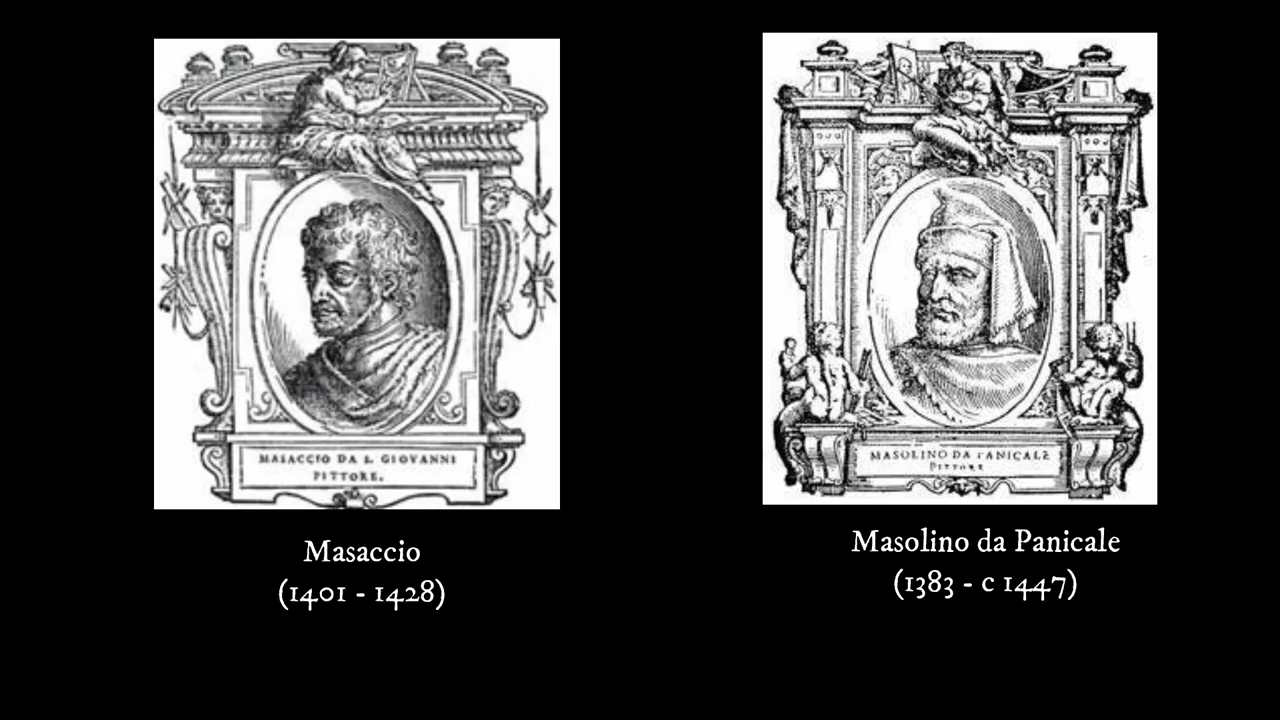 MASACCIO DA S. GIOVANNI
PITTORE.
Masaccio
(1401 - 1428)
MASOLINO DA PANICALE
PITTORE
Masolino da Panicale
(1383 - c 1447)